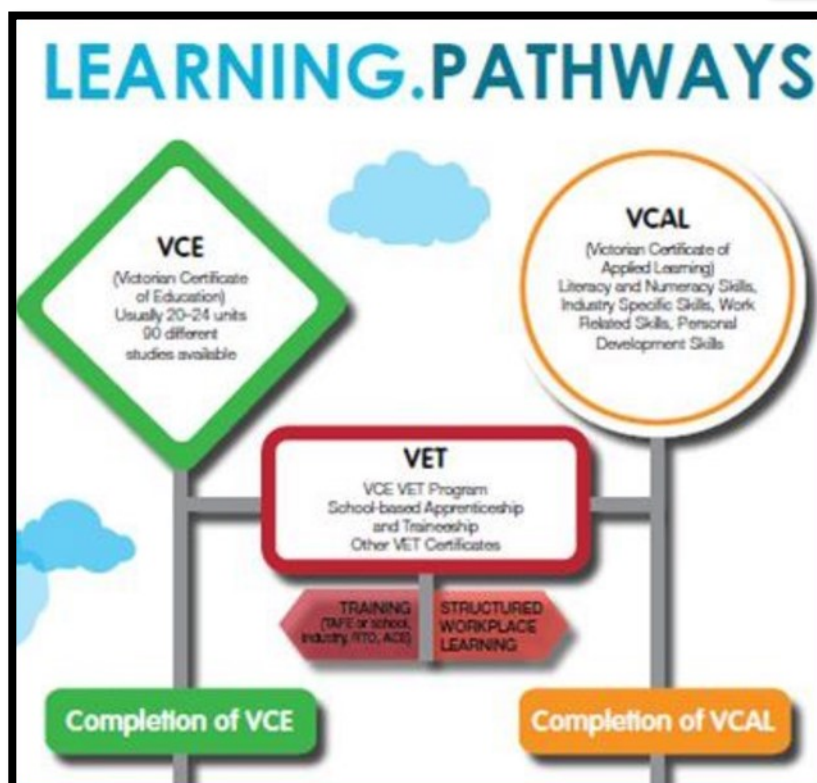 LEARNING.PATHWAYS
VCE
(Victorian Certificate
of Education)
Usually 20-24 units
90 different
studies available
VCAL
(Victorian Certificate of
Applied Learning)
Literacy and Numeracy Skills,
Industry Specific Skills, Work
Related Skills, Personal
Development Skills
VET
VCE VET Program
School-based Apprenticeship
and Traineeship
Other VET Certificates
TRAINING
(TAFE or school,
industry, RTO, ACE)
STRUCTURED
WORKPLACE
LEARNING
Completion of VCE
Completion of VCAL